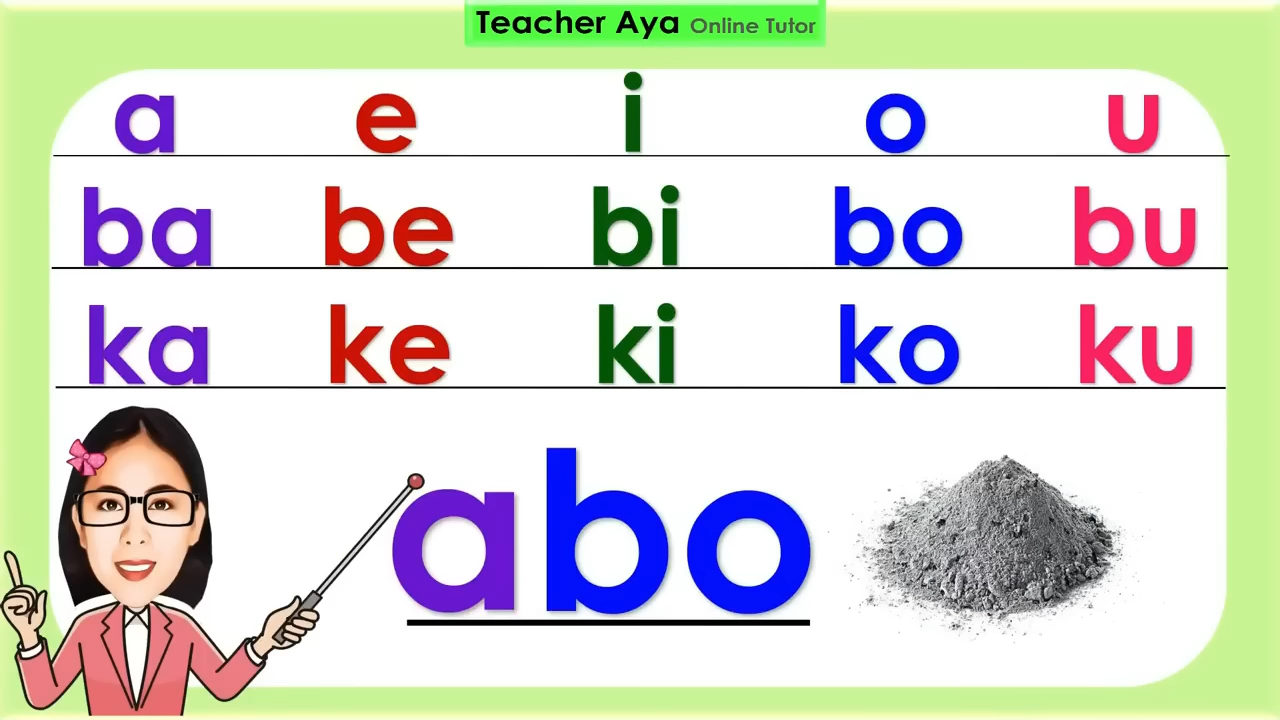 Teacher Aya Online Tutor
a e i o u
ba be bi bo bu
ka ke ki ko ku
abo